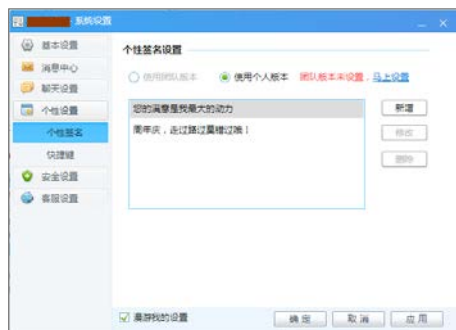 系统设置
基本设置
消息中心
聊天设置
个性设置
个性签名
快捷键
安全设置
客服设置
个性签名设置
使用团队版本 使用个人版本 团队版本未设置，马上设置
您的满意是我最大的动力
周年庆，走过路过莫错过哦！
新增
修改
删除
漫游我的设置
确定 取消 应用